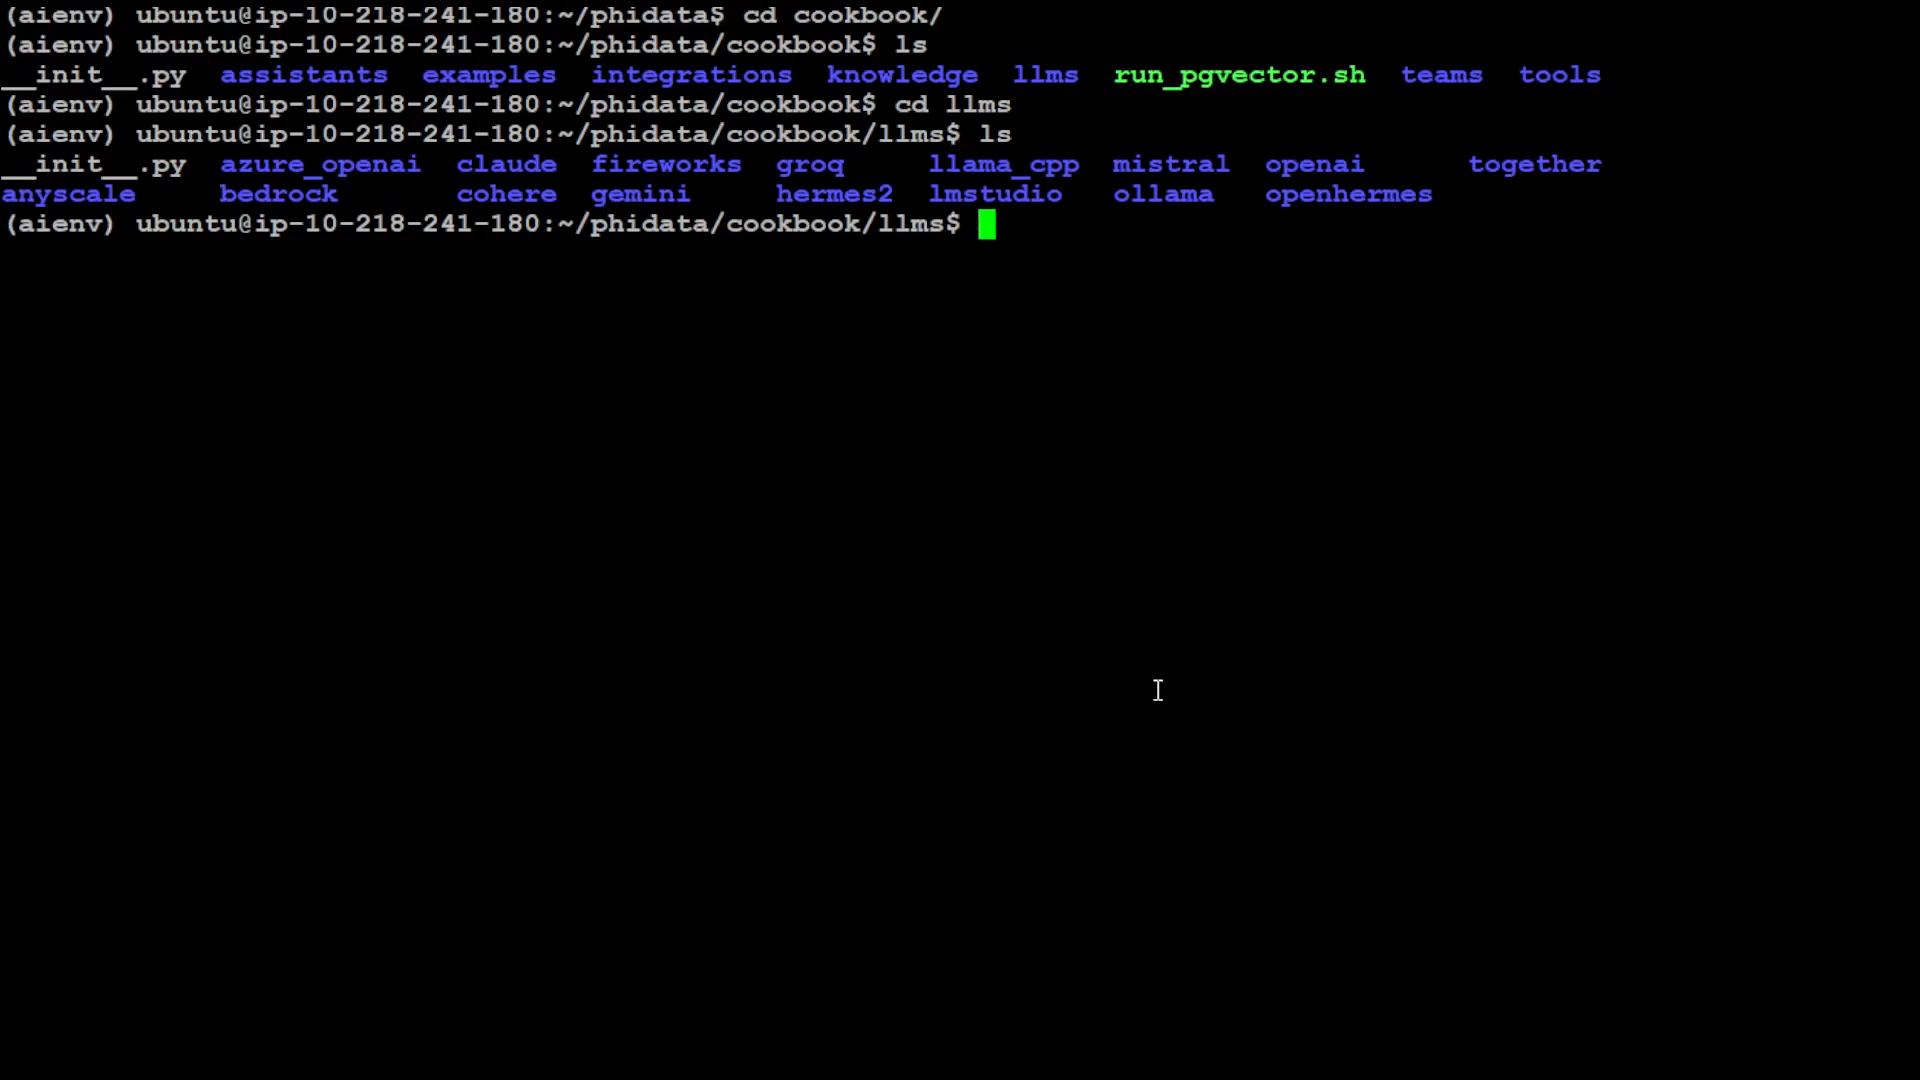 (aienv) ubuntu@ip-10-218-241-180:~/phidata$ cd cookbook/
(aienv) ubuntu@ip-10-218-241-180:~/phidata/cookbook$ ls
__init__.py  assistants  examples  integrations  knowledge  llms  run_pgvector.sh  teams  tools
(aienv) ubuntu@ip-10-218-241-180:~/phidata/cookbook$ cd llms
(aienv) ubuntu@ip-10-218-241-180:~/phidata/cookbook/llms$ ls
__init__.py  azure_openai  claude  fireworks  groq     llama_cpp  mistral  openai      together
anyscale     bedrock       cohere  gemini     hermes2  lmstudio   ollama   openhermes
(aienv) ubuntu@ip-10-218-241-180:~/phidata/cookbook/llms$